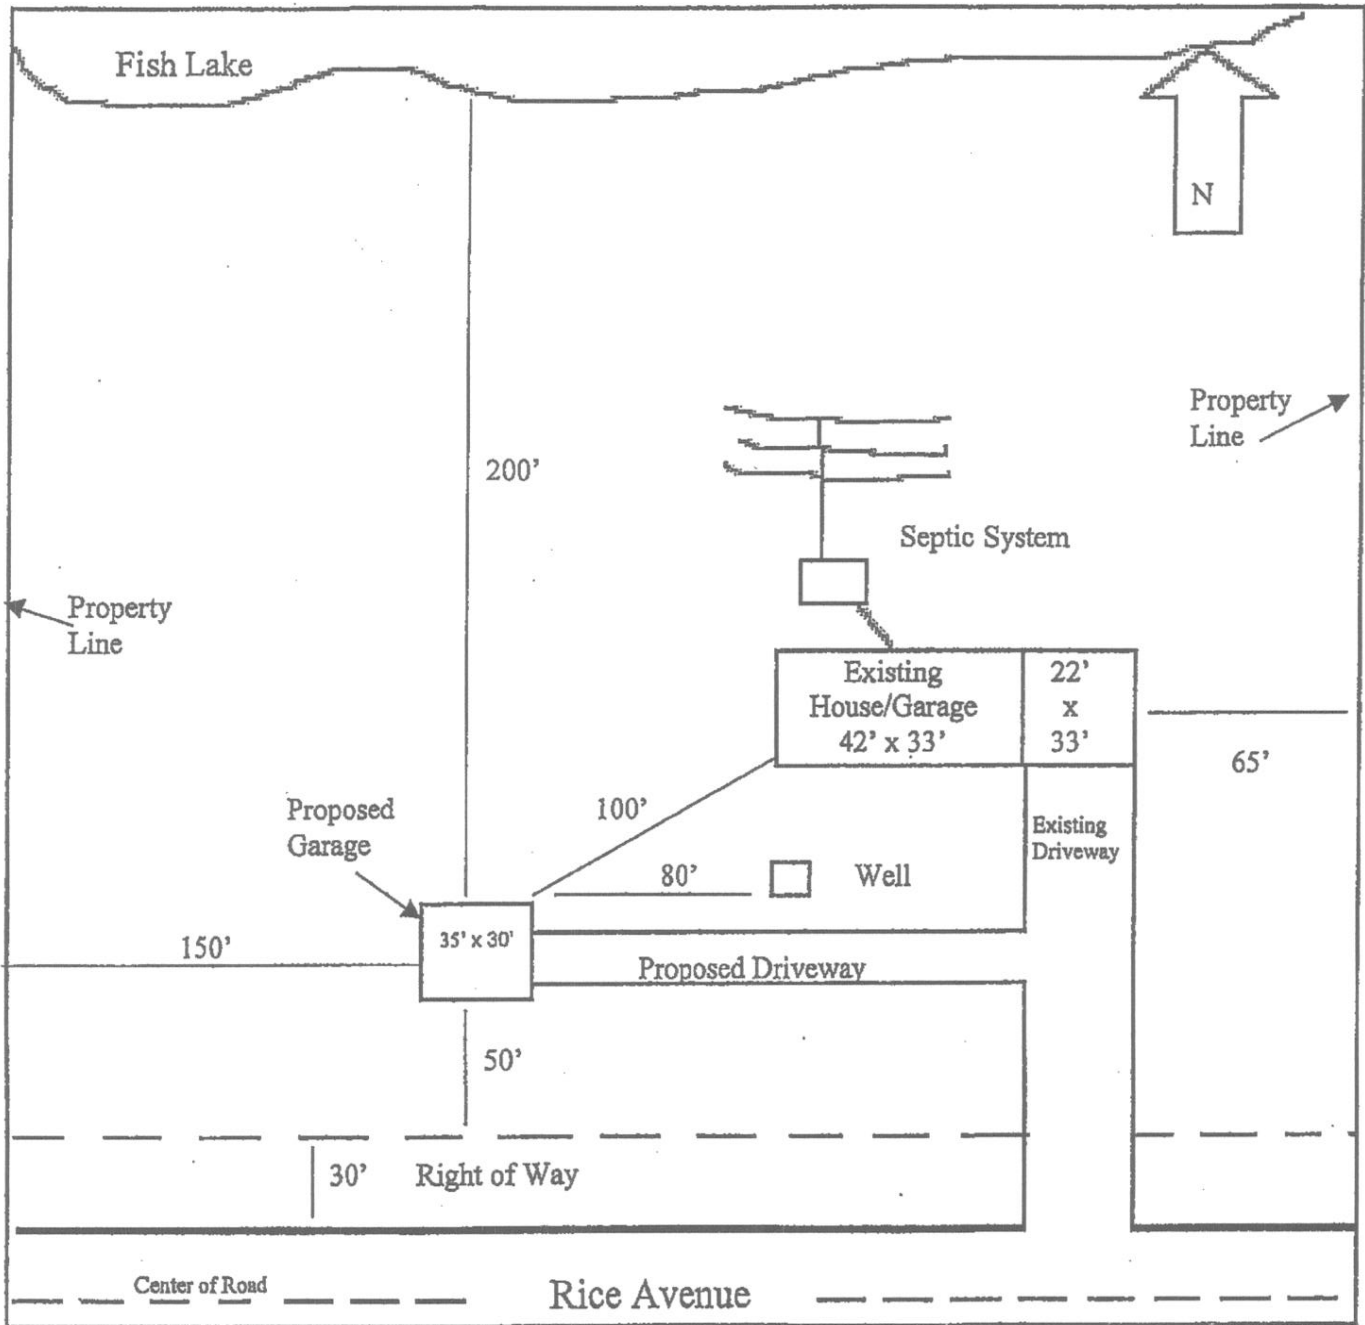 Fish Lake
N
Property
Line
200'
Septic System
Property
Line
Existing
House/Garage
42' x 33'
22'
x
33'
65'
100'
Proposed
Garage
Existing
Driveway
80'
Well
35' x 30'
150'
Proposed Driveway
50'
30'
Right of Way
Center of Road
Rice Avenue